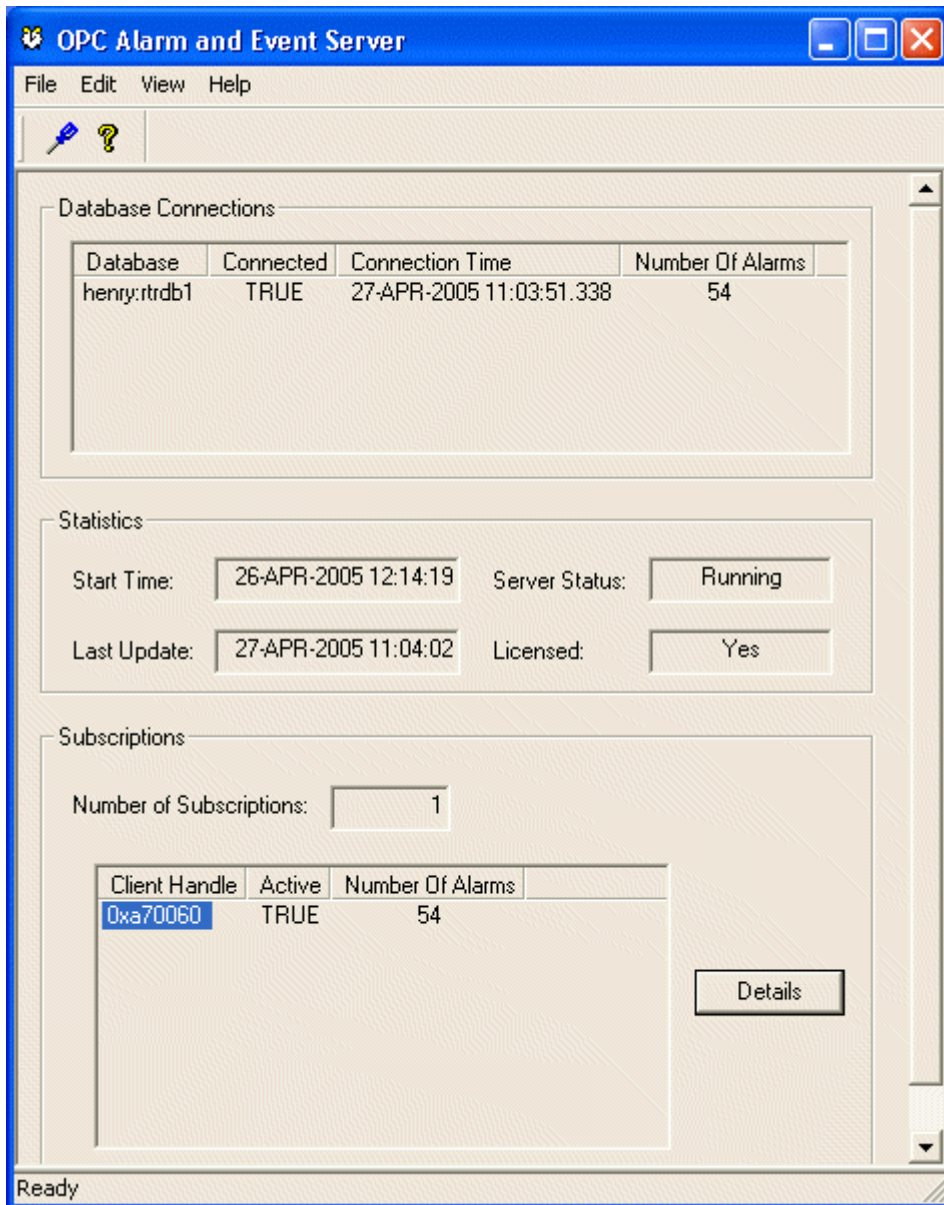 OPC Alarm and Event Server
File Edit View Help
Database Connections
Database Connected Connection Time Number Of Alarms
henry:rtrdb1 TRUE 27-APR-2005 11:03:51.338 54
Statistics
Start Time: 26-APR-2005 12:14:19 Server Status: Running
Last Update: 27-APR-2005 11:04:02 Licensed: Yes
Subscriptions
Number of Subscriptions: 1
Client Handle Active Number Of Alarms
0xa70060 TRUE 54
Details
Ready